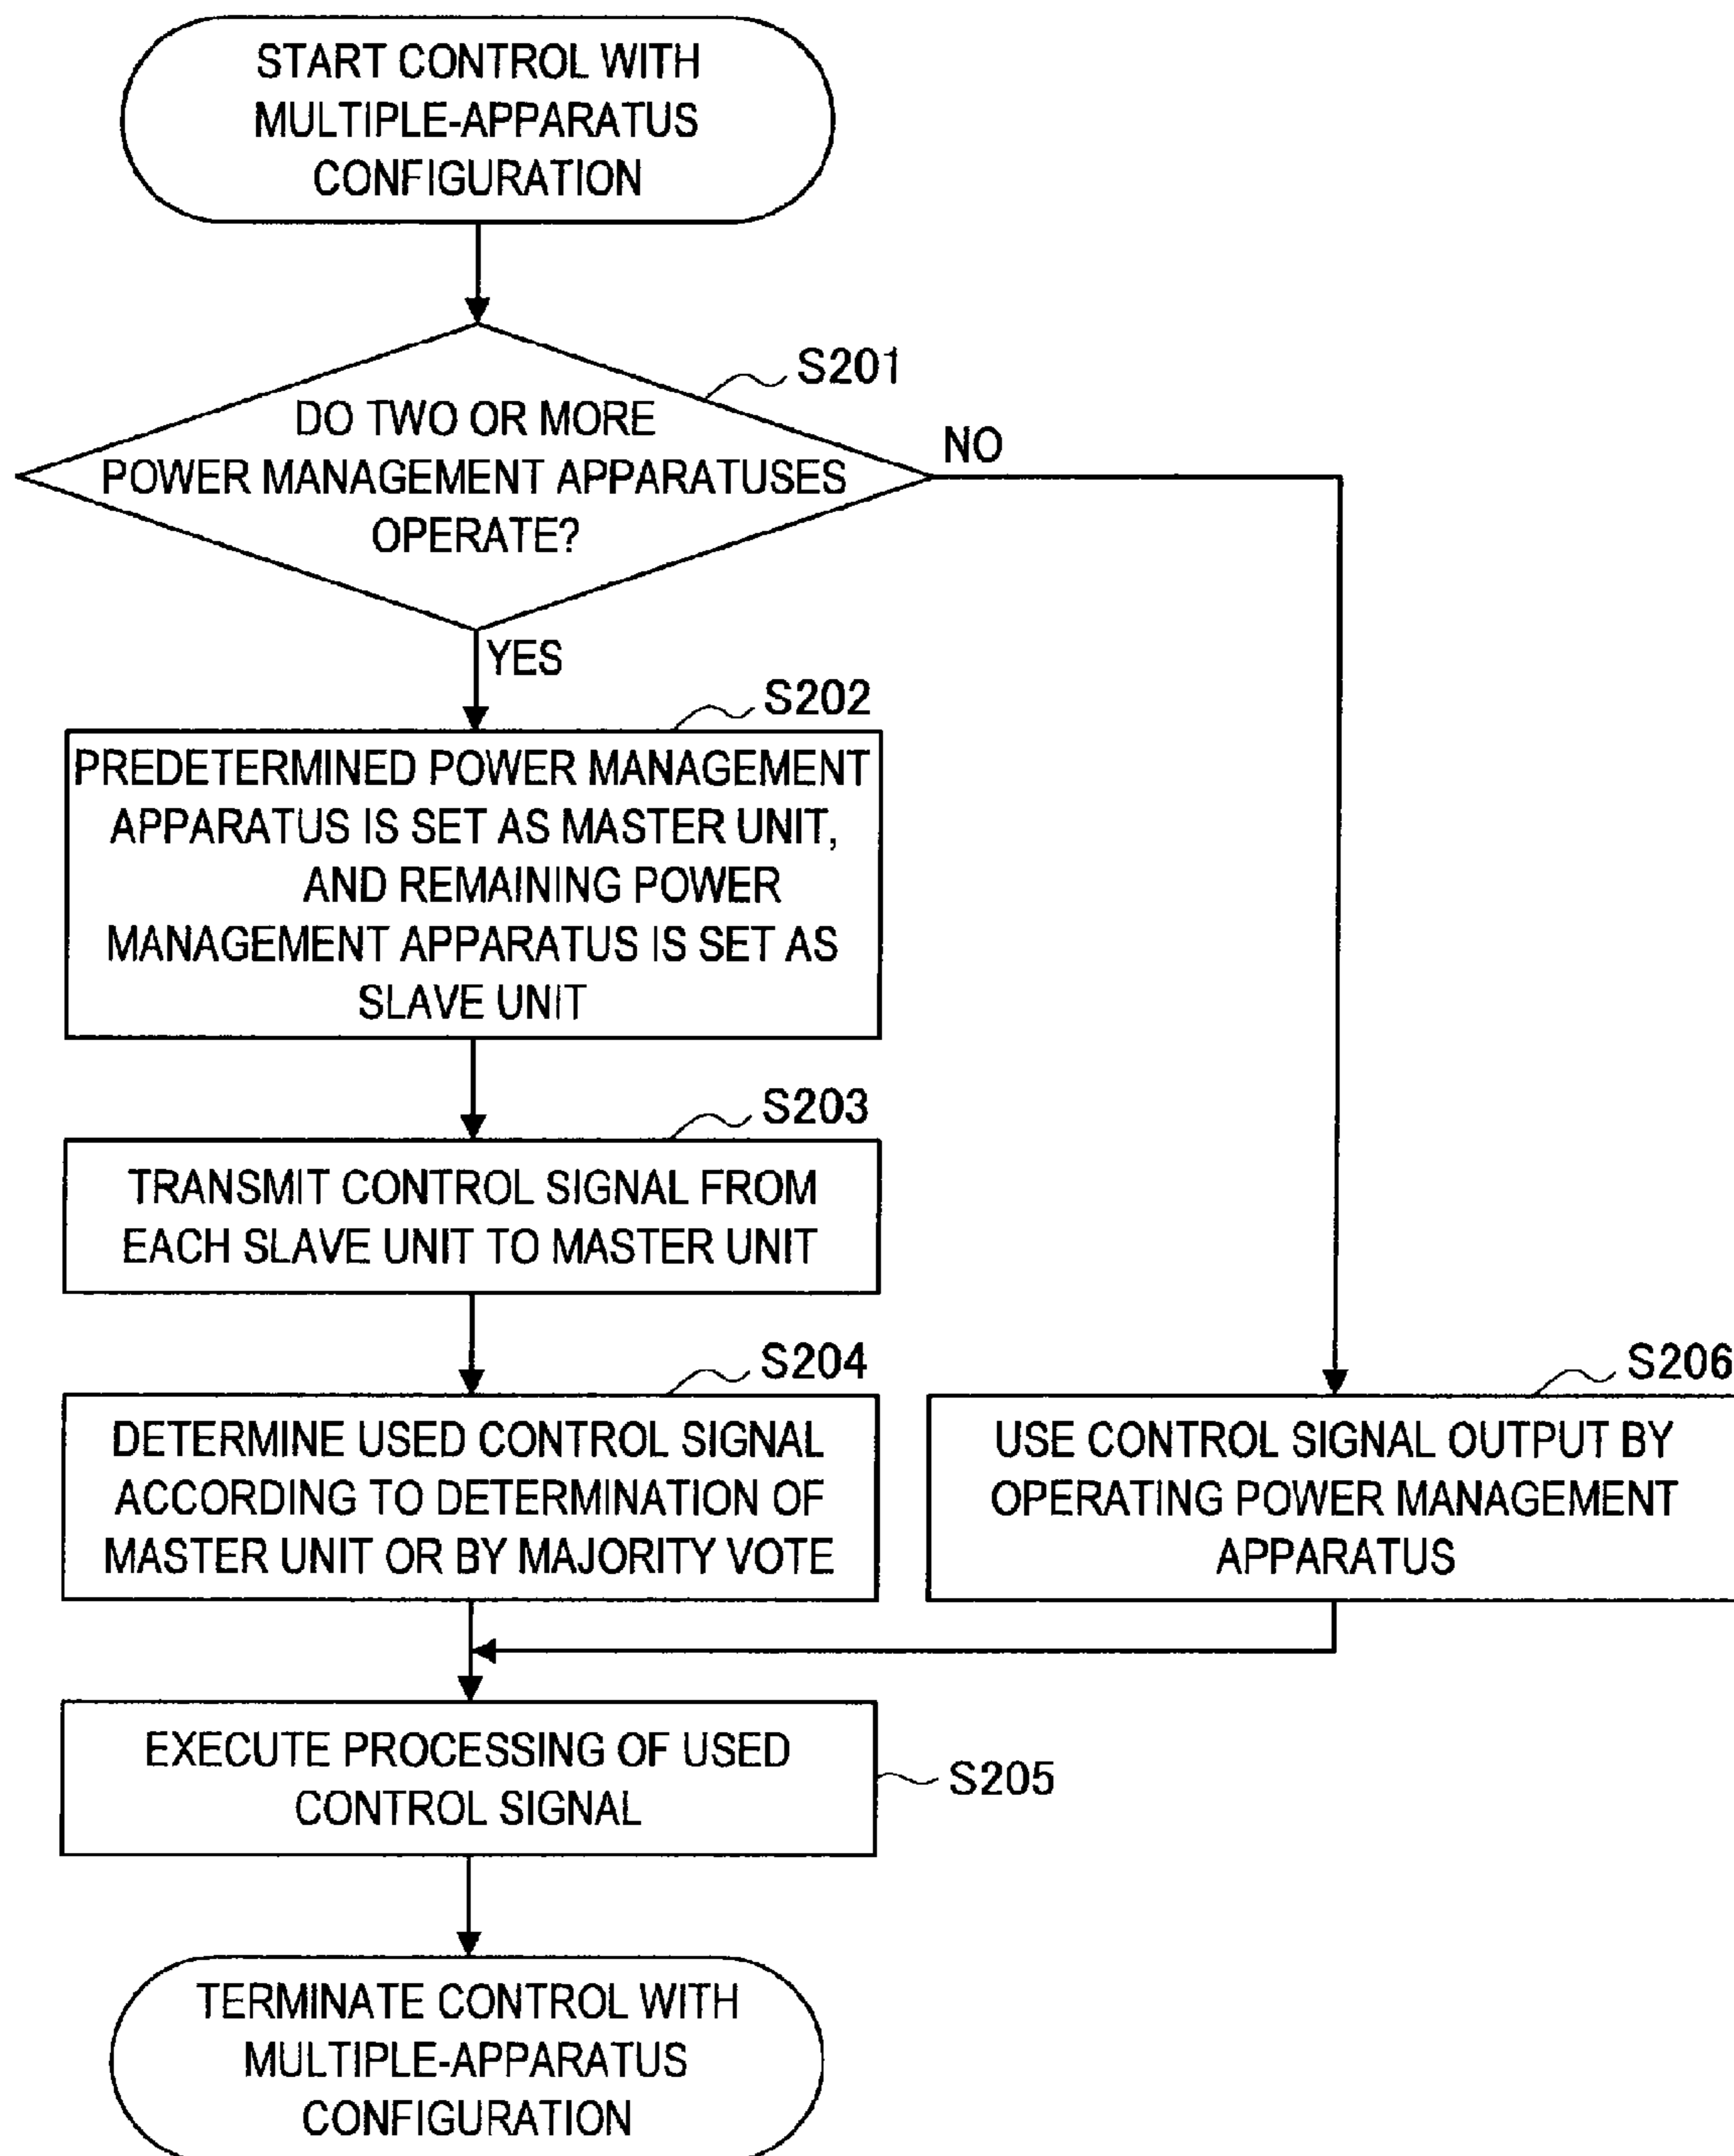 START CONTROL WITH
MULTIPLE-APPARATUS
CONFIGURATION
S201
DO TWO OR MORE
POWER MANAGEMENT APPARATUSES
OPERATE?
NO
YES
S202
PREDETERMINED POWER MANAGEMENT
APPARATUS IS SET AS MASTER UNIT,
AND REMAINING POWER
MANAGEMENT APPARATUS IS SET AS
SLAVE UNIT
S203
TRANSMIT CONTROL SIGNAL FROM
EACH SLAVE UNIT TO MASTER UNIT
S204
DETERMINE USED CONTROL SIGNAL
ACCORDING TO DETERMINATION OF
MASTER UNIT OR BY MAJORITY VOTE
S206
USE CONTROL SIGNAL OUTPUT BY
OPERATING POWER MANAGEMENT
APPARATUS
EXECUTE PROCESSING OF USED
CONTROL SIGNAL
S205
TERMINATE CONTROL WITH
MULTIPLE-APPARATUS
CONFIGURATION